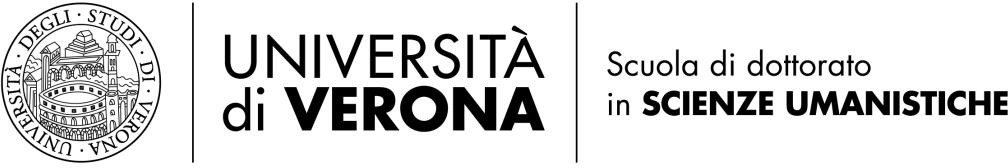 UNIVERSITÀ · DEGLI · STUDI · DI · VERONA ·
UNIVERSITÀ
di VERONA
Scuola di dottorato
in SCIENZE UMANISTICHE